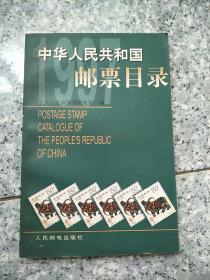 1997
中华人民共和国
邮票目录
POSTAGE STAMP
CATALOGUE OF
THE PEOPLE'S REPUBLIC
OF CHINA
人民邮电出版社